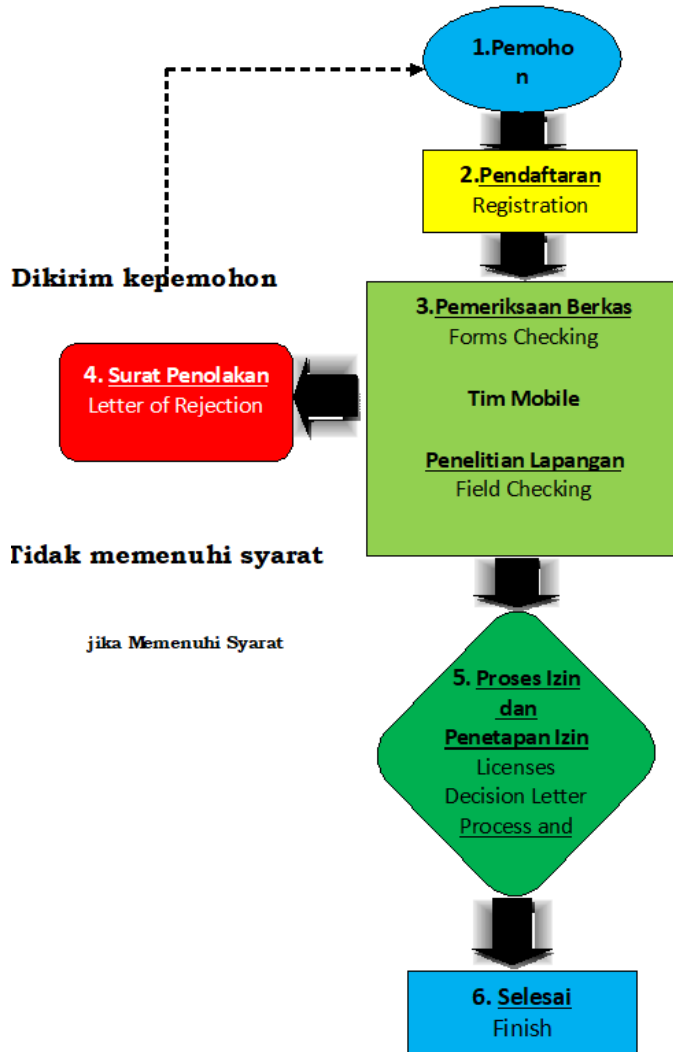 1.Pemoho
n
2.Pendaftaran
Registration
Dikirim kepemohon
3.Pemeriksaan Berkas
Forms Checking
Tim Mobile
Penelitian Lapangan
Field Checking
4. Surat Penolakan
Letter of Rejection
Tidak memenuhi syarat
jika Memenuhi Syarat
5. Proses Izin
dan
Penetapan Izin
Licenses
Decision Letter
Process and
6. Selesai
Finish